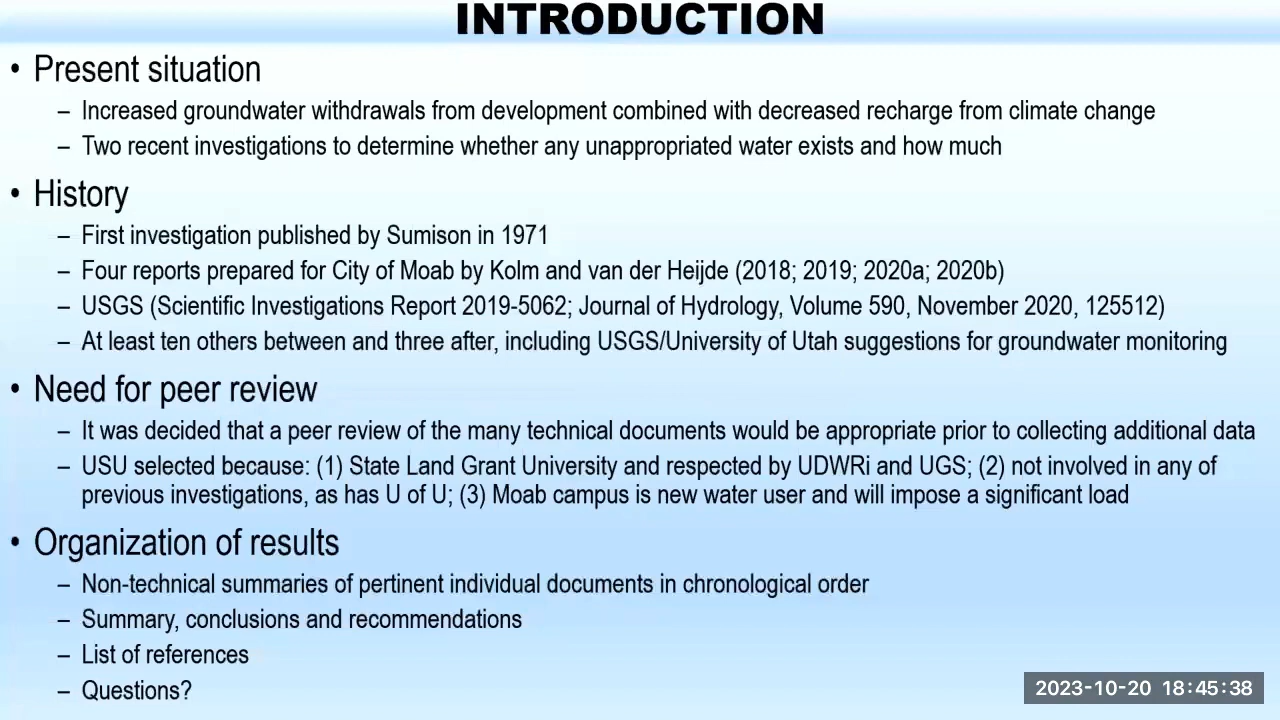 INTRODUCTION
• Present situation
– Increased groundwater withdrawals from development combined with decreased recharge from climate change
– Two recent investigations to determine whether any unappropriated water exists and how much
• History
– First investigation published by Sumison in 1971
– Four reports prepared for City of Moab by Kolm and van der Heijde (2018; 2019; 2020a; 2020b)
– USGS (Scientific Investigations Report 2019-5062; Journal of Hydrology, Volume 590, November 2020, 125512)
– At least ten others between and three after, including USGS/University of Utah suggestions for groundwater monitoring
• Need for peer review
– It was decided that a peer review of the many technical documents would be appropriate prior to collecting additional data
– USU selected because: (1) State Land Grant University and respected by UDWRi and UGS; (2) not involved in any of
previous investigations, as has U of U; (3) Moab campus is new water user and will impose a significant load
• Organization of results
– Non-technical summaries of pertinent individual documents in chronological order
– Summary, conclusions and recommendations
– List of references
– Questions?
2023-10-20 18:45:38